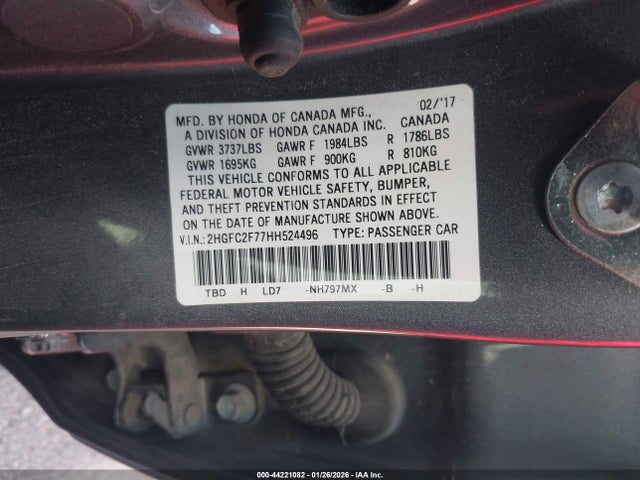 MFD. BY HONDA OF CANADA MFG., 02/'17
A DIVISION OF HONDA CANADA INC. CANADA
GVWR 3737LBS GAWR F 1984LBS R 1786LBS
GVWR 1695KG GAWR F 900KG R 810KG
THIS VEHICLE CONFORMS TO ALL APPLICABLE
FEDERAL MOTOR VEHICLE SAFETY, BUMPER,
AND THEFT PREVENTION STANDARDS IN EFFECT
ON THE DATE OF MANUFACTURE SHOWN ABOVE.
V.I.N.: 2HGFC2F77HH524496 TYPE: PASSENGER CAR
TBD H LD7 -NH797MX -B -H
000-44221082 | 01/26/2026 - IAA Inc.